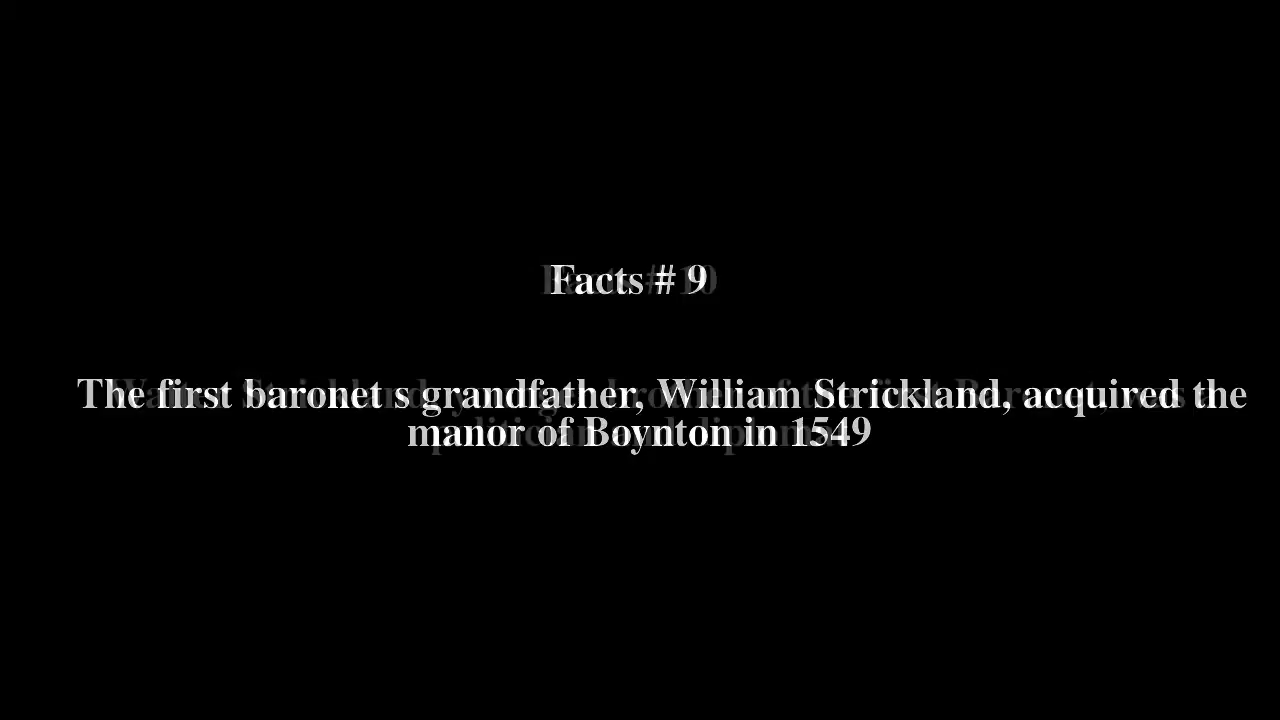 Facts # 9
The first baronet s grandfather, William Strickland, acquired the
manor of Boynton in 1549